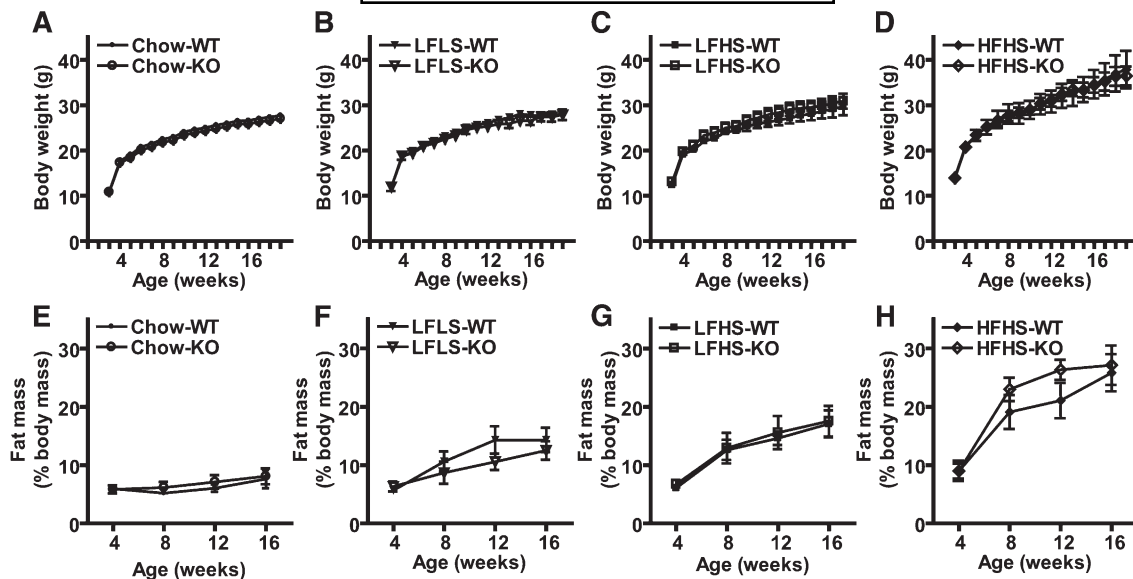 A
Chow-WT
Chow-KO
Body weight (g)
40
30
20
10
0
4 8 12 16
Age (weeks)
B
LFLS-WT
LFLS-KO
Body weight (g)
40
30
20
10
0
4 8 12 16
Age (weeks)
C
LFHS-WT
LFHS-KO
Body weight (g)
40
30
20
10
0
4 8 12 16
Age (weeks)
D
HFHS-WT
HFHS-KO
Body weight (g)
40
30
20
10
0
4 8 12 16
Age (weeks)
E
Chow-WT
Chow-KO
Fat mass
(% body mass)
30
20
10
0
4 8 12 16
Age (weeks)
F
LFLS-WT
LFLS-KO
Fat mass
(% body mass)
30
20
10
0
4 8 12 16
Age (weeks)
G
LFHS-WT
LFHS-KO
Fat mass
(% body mass)
30
20
10
0
4 8 12 16
Age (weeks)
H
HFHS-WT
HFHS-KO
Fat mass
(% body mass)
30
20
10
0
4 8 12 16
Age (weeks)